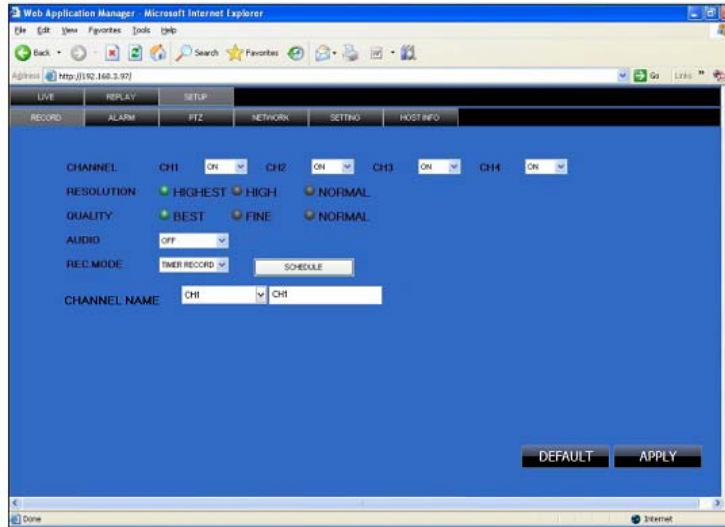 Web Application Manager - Microsoft Internet Explorer
File Edit View Favorites Tools Help
Back Search Favorites
Address http://192.168.3.97/ Go Links »
LIVE REPLAY SETUP
RECORD ALARM PTZ NETWORK SETTING HOST INFO
CHANNEL CH1 ON CH2 ON CH3 ON CH4 ON
RESOLUTION HIGHEST HIGH NORMAL
QUALITY BEST FINE NORMAL
AUDIO OFF
REC.MODE TIMER RECORD SCHEDULE
CHANNEL NAME CH1 CH1
DEFAULT APPLY
Done Internet